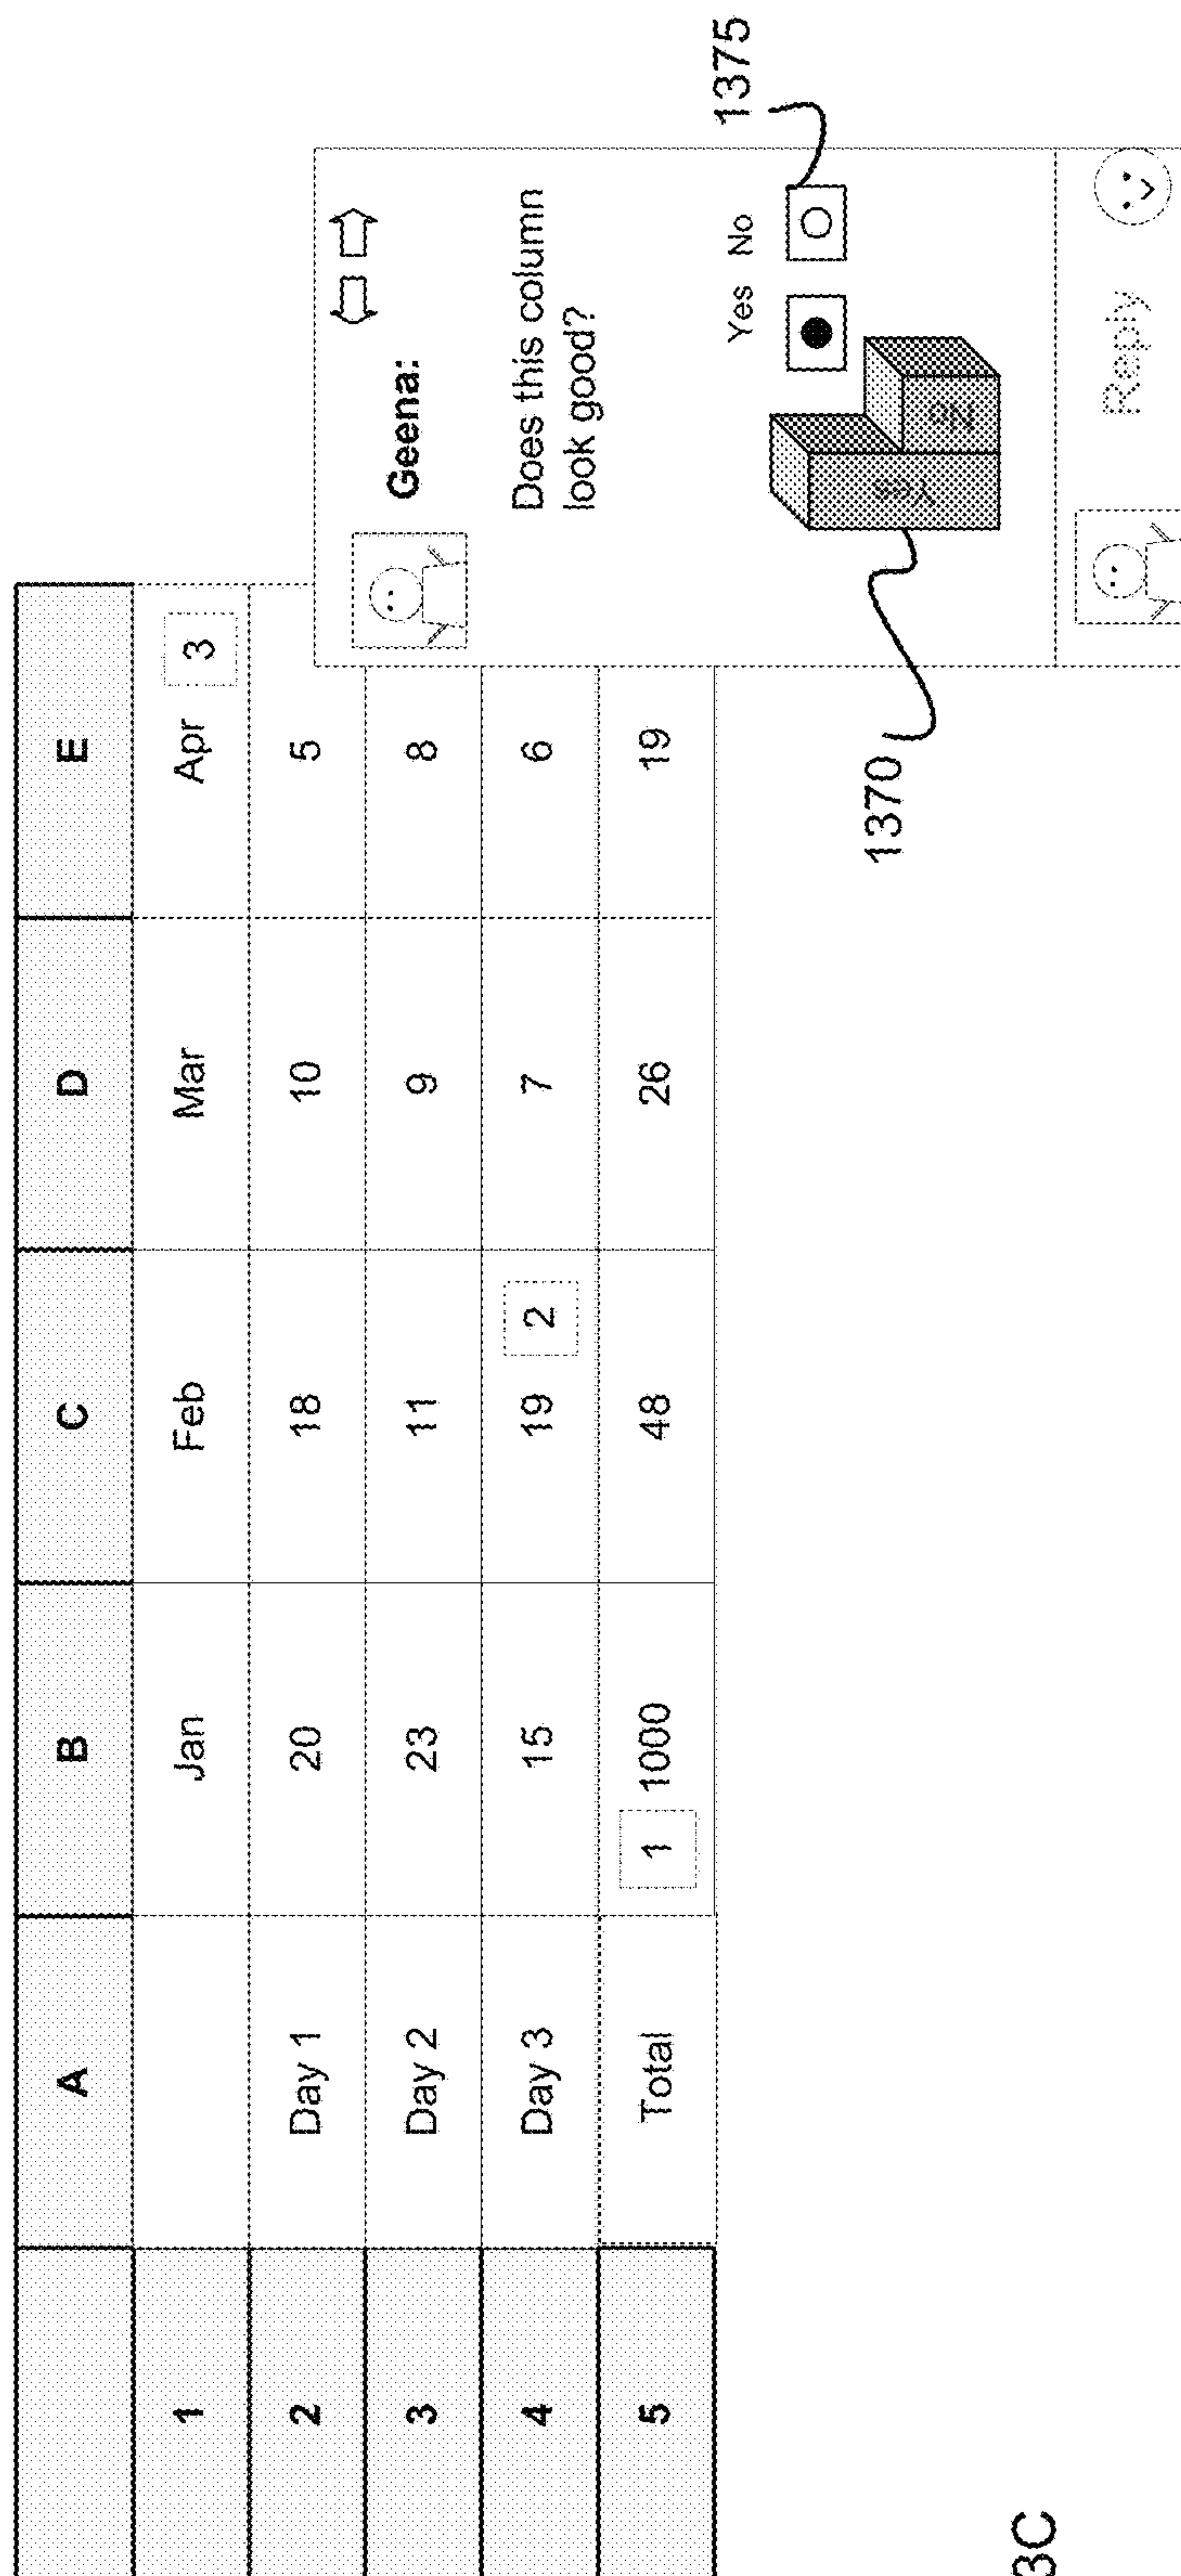 A B C D E
1 Jan Feb Mar Apr 3
2 Day 1 20 18 10 5
3 Day 2 23 11 9 8
4 Day 3 15 19 2 7 6
5 Total 1 1000 48 26 19
Geena:
Does this column
look good?
Yes No
Yes No
Reply
1370
1375
3C